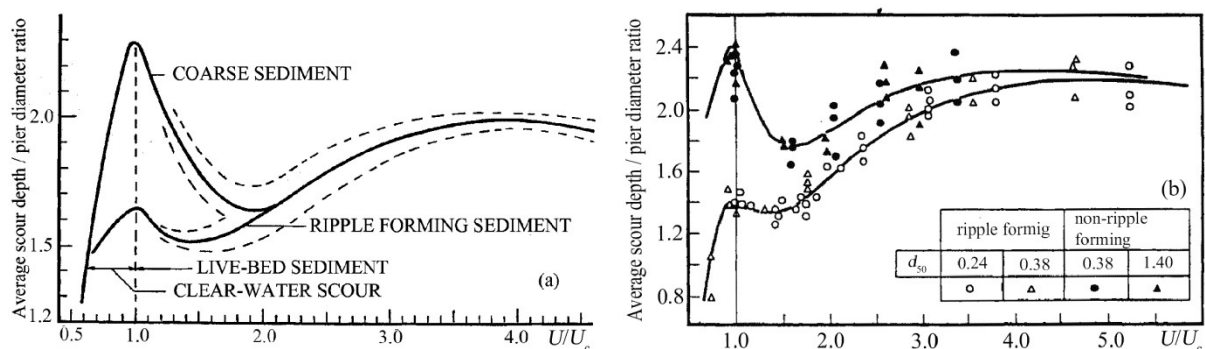 (a)
Average scour depth / pier diameter ratio
2.0
1.5
1.2
COARSE SEDIMENT
RIPPLE FORMING SEDIMENT
LIVE-BED SEDIMENT
CLEAR-WATER SCOUR
(a)
0.5 1.0 2.0 3.0 4.0 U/Uc
Average scour depth / pier diameter ratio
2.4
2.0
1.6
1.2
0.8
b)
(b)
ripple formig non-ripple
forming
d50 0.24 0.38 0.38 1.40
1.0 2.0 3.0 4.0 5.0 U/Uc